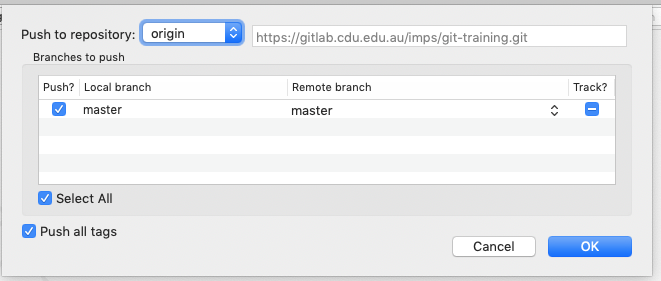 Push to repository: origin https://gitlab.cdu.edu.au/imps/git-training.git
Branches to push
Push? Local branch Remote branch Track?
master master
Select All
Push all tags
Cancel OK